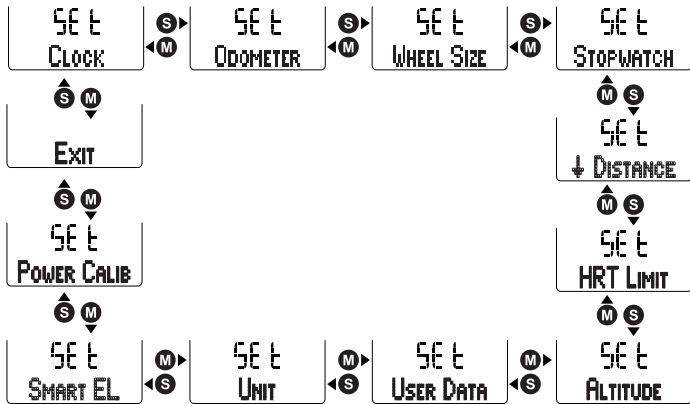 SEt S SEt S SEt S SEt
CLOCK M ODOMETER M WHEEL SIZE M STOPWATCH
S M M S
SEt
EXIT ↓ DISTANCE
S M M S
SEt SEt
POWER CALIB HRT LIMIT
S M M S
SEt M SEt M SEt M SEt
SMART EL S UNIT S USER DATA S ALTITUDE